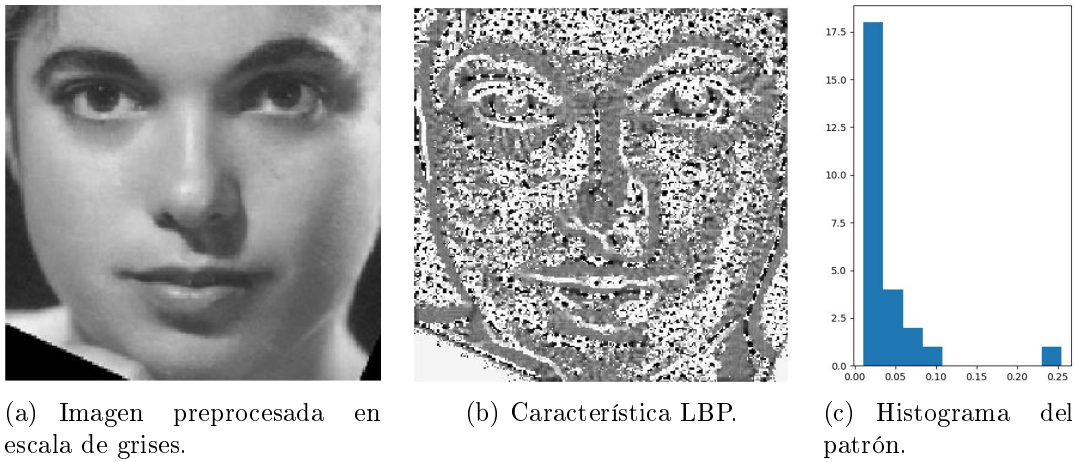 17.5
15.0
12.5
10.0
7.5
5.0
2.5
0.0
0.00 0.05 0.10 0.15 0.20 0.25
(a) Imagen preprocesada en
escala de grises.
(b) Característica LBP.
(c) Histograma del
patrón.